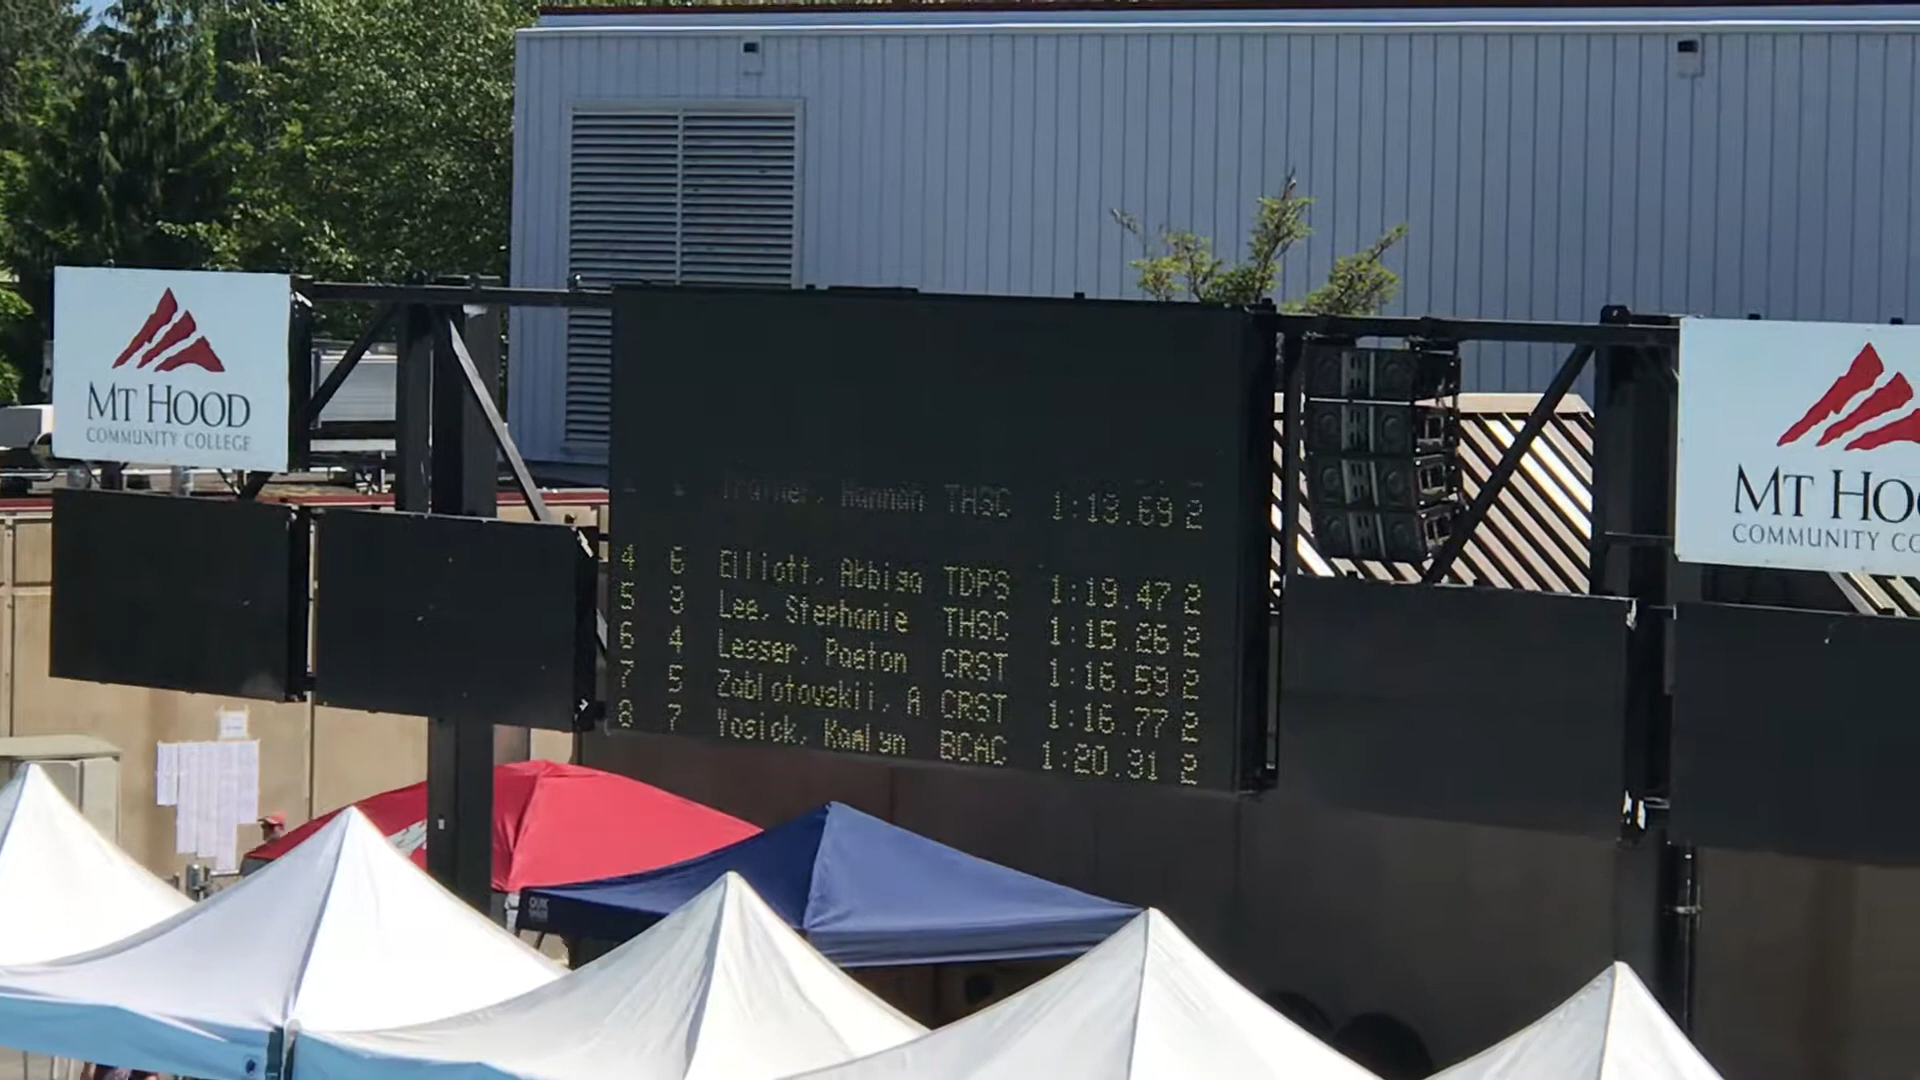 MT HOOD
COMMUNITY COLLEGE
MT HOO
COMMUNITY CO
Hannah THSC 1:18.69 2
4 6 Elliott, Abbiga TDPS 1:19.47 2
5 3 Lee, Stephanie THSC 1:15.26 2
6 4 Lesser, Paeton CRST 1:16.59 2
7 5 Zablotovskii, A CRST 1:16.77 2
8 7 Yosick, Kamlyn BCAC 1:20.31 2